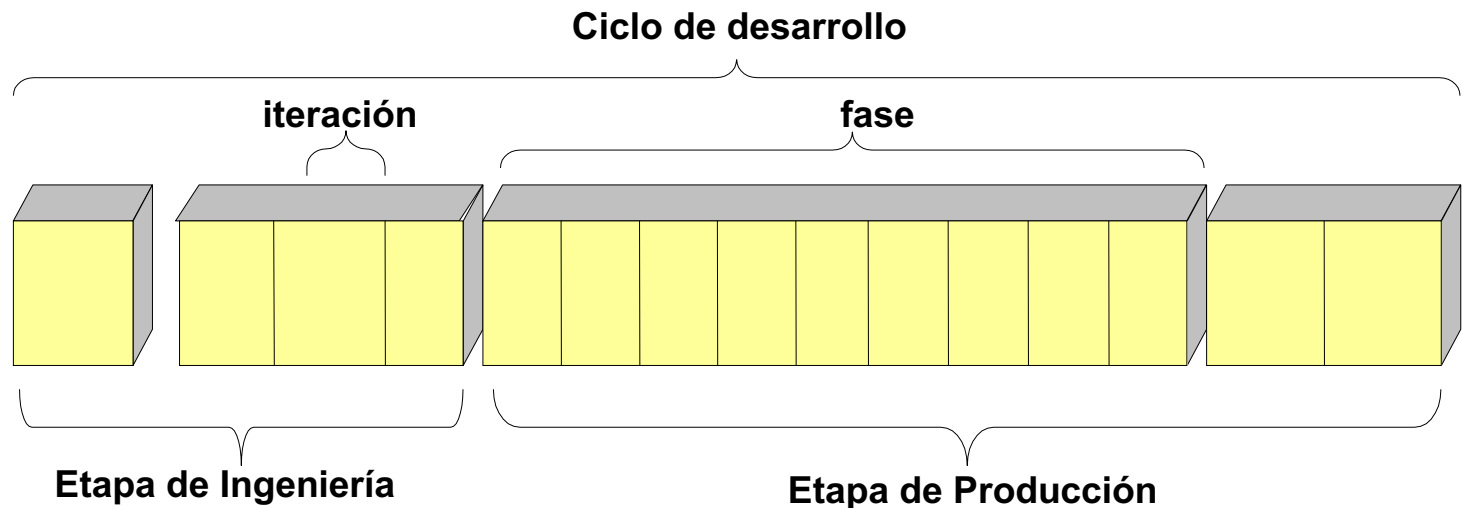 Ciclo de desarrollo
iteración
fase
Etapa de Ingeniería
Etapa de Producción